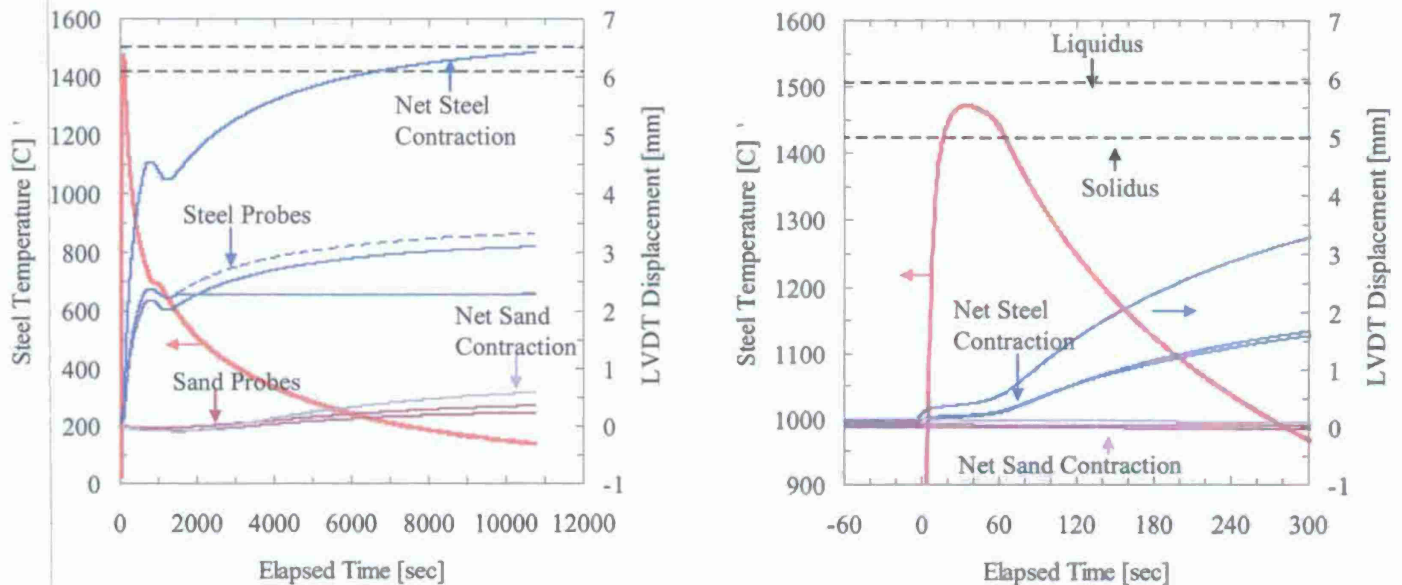 1600
1400
1200
1000
800
600
400
200
0
Steel Temperature [C]
7
6
5
4
3
2
1
0
-1
LVDT Displacement [mm]
0 2000 4000 6000 8000 10000 12000
Elapsed Time [sec]
Net Steel
Contraction
Steel Probes
Net Sand
Contraction
Sand Probes
1600
1500
1400
1300
1200
1100
1000
900
Steel Temperature [C]
7
6
5
4
3
2
1
0
-1
LVDT Displacement [mm]
-60 0 60 120 180 240 300
Elapsed Time [sec]
Liquidus
Solidus
Net Steel
Contraction
Net Sand Contraction